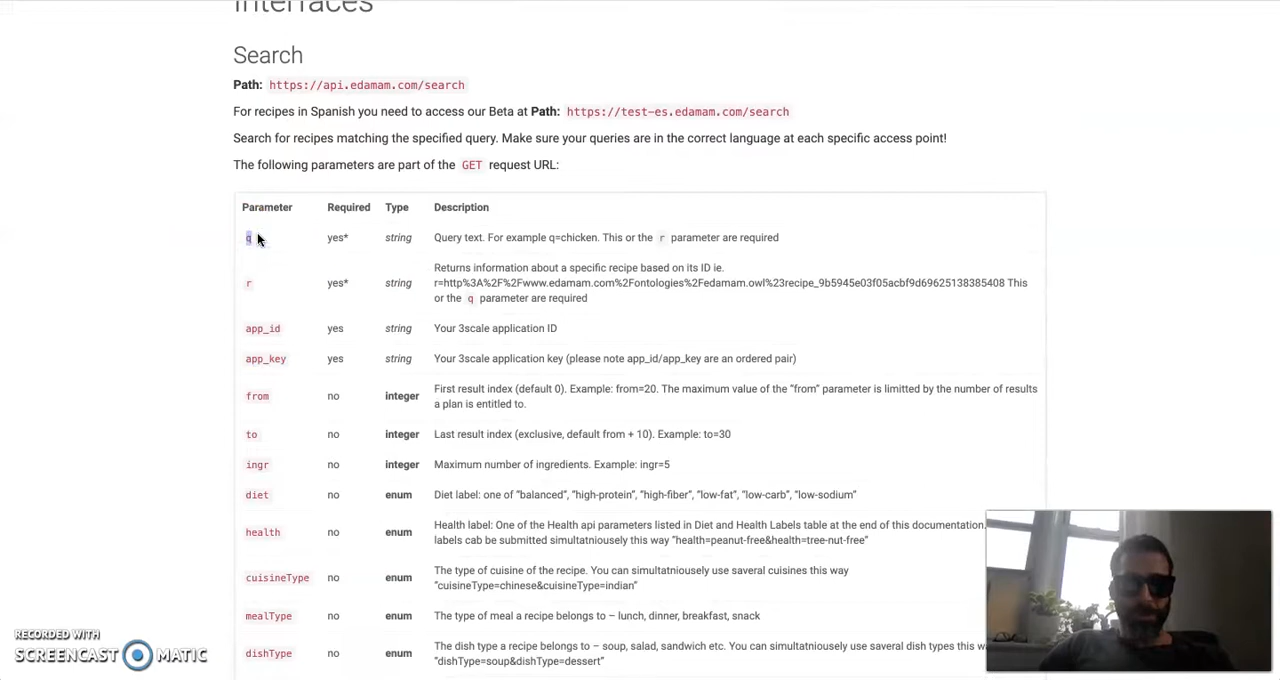 Interfaces
Search
Path: https://api.edamam.com/search
For recipes in Spanish you need to access our Beta at Path: https://test-es.edamam.com/search
Search for recipes matching the specified query. Make sure your queries are in the correct language at each specific access point!
The following parameters are part of the GET request URL:
Parameter Required Type Description
q yes* string Query text. For example q=chicken. This or the r parameter are required
Returns information about a specific recipe based on its ID ie.
r yes* string r=http%3A%2F%2Fwww.edamam.com%2Fontologies%2Fedamam.owl%23recipe_9b5945e03f05acbf9d69625138385408 This
or the q parameter are required
app_id yes string Your 3scale application ID
app_key yes string Your 3scale application key (please note app_id/app_key are an ordered pair)
from no integer First result index (default 0). Example: from=20. The maximum value of the “from” parameter is limitted by the number of results
a plan is entitled to.
to no integer Last result index (exclusive, default from + 10). Example: to=30
ingr no integer Maximum number of ingredients. Example: ingr=5
diet no enum Diet label: one of “balanced”, “high-protein”, “high-fiber”, “low-fat”, “low-carb”, “low-sodium”
health no enum Health label: One of the Health api parameters listed in Diet and Health Labels table at the end of this documentation.
labels cab be submitted simultatniously this way “health=peanut-free&health=tree-nut-free”
cuisineType no enum The type of cuisine of the recipe. You can simultatniously use saveral cuisines this way
“cuisineType=chinese&cuisineType=indian”
mealType no enum The type of meal a recipe belongs to – lunch, dinner, breakfast, snack
dishType no enum The dish type a recipe belongs to – soup, salad, sandwich etc. You can simultatniously use saveral dish types this
“dishType=soup&dishType=dessert”
RECORDED WITH
SCREENCAST MATIC